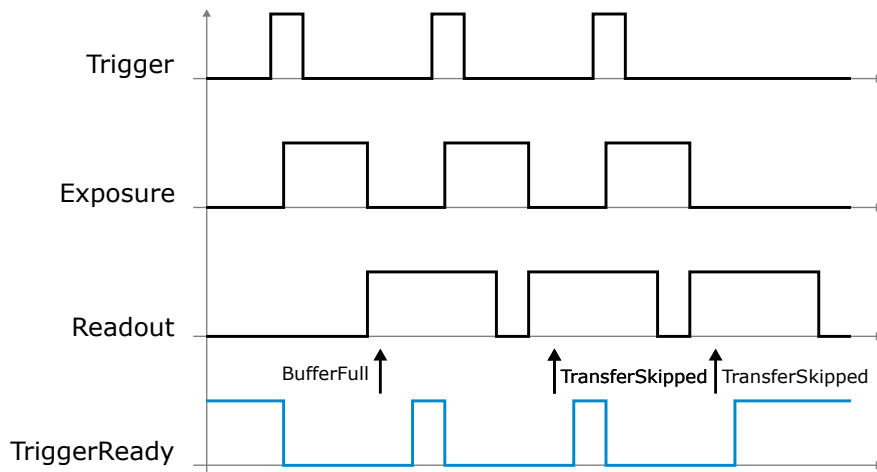 Trigger
Exposure
Readout
BufferFull
TransferSkipped
TransferSkipped
TriggerReady